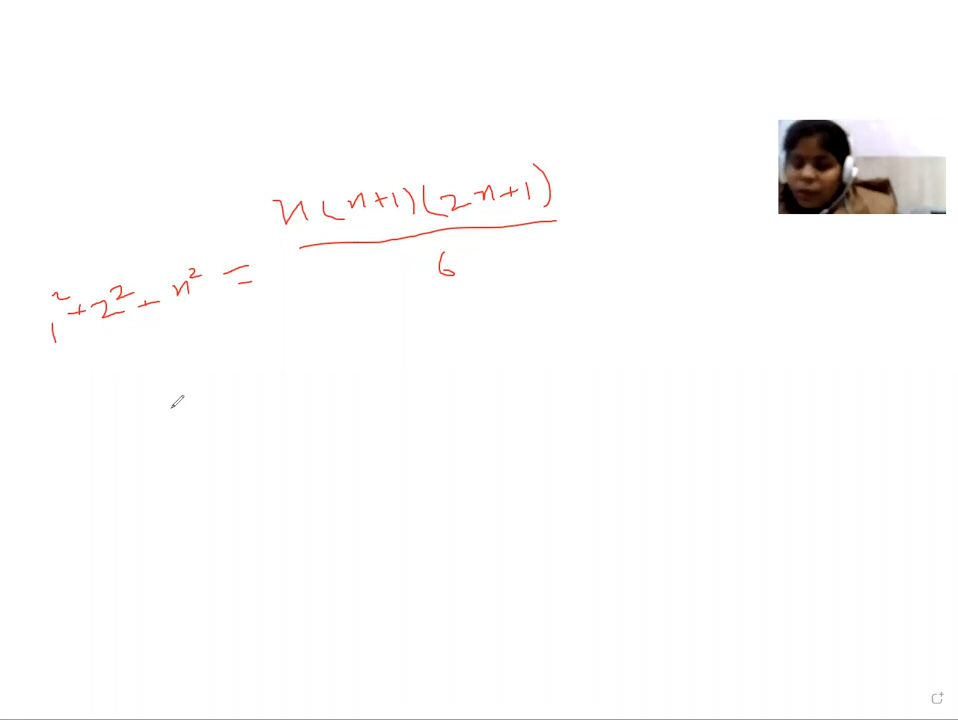 1² + 2² + n² = n(n+1)(2n+1) / 6